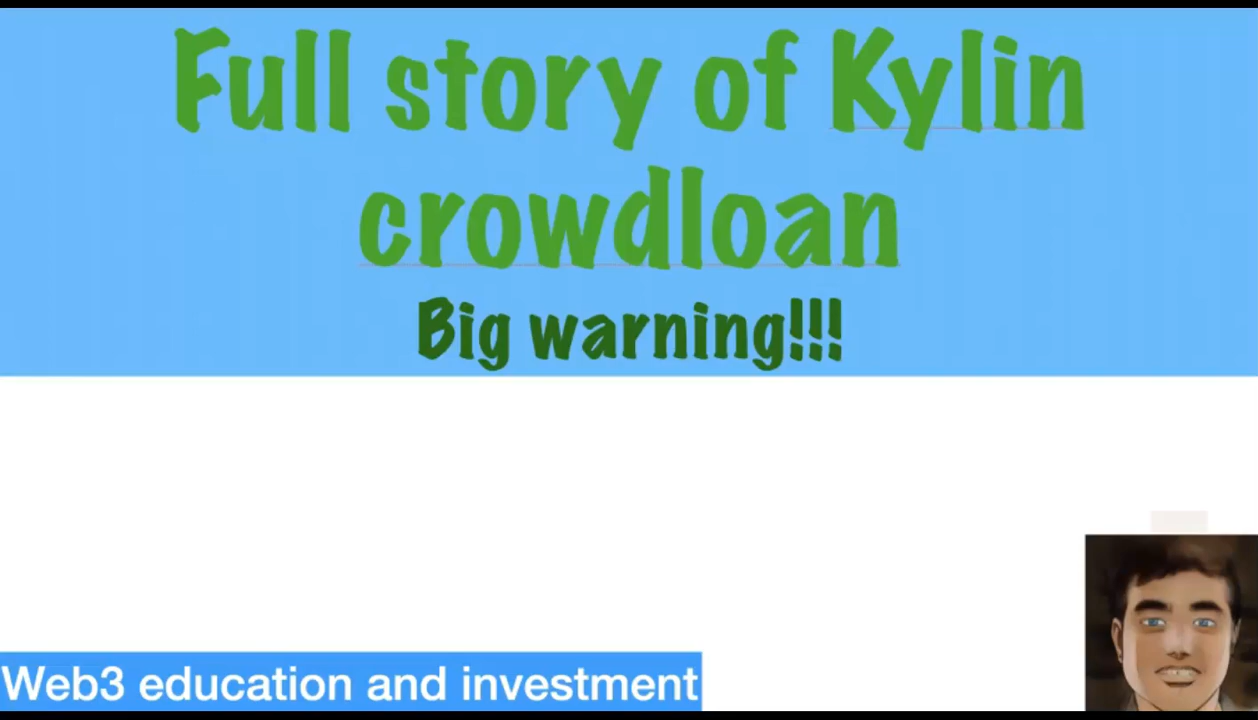 Full story of Kylin
crowdloan
Big warning!!!
Web3 education and investment